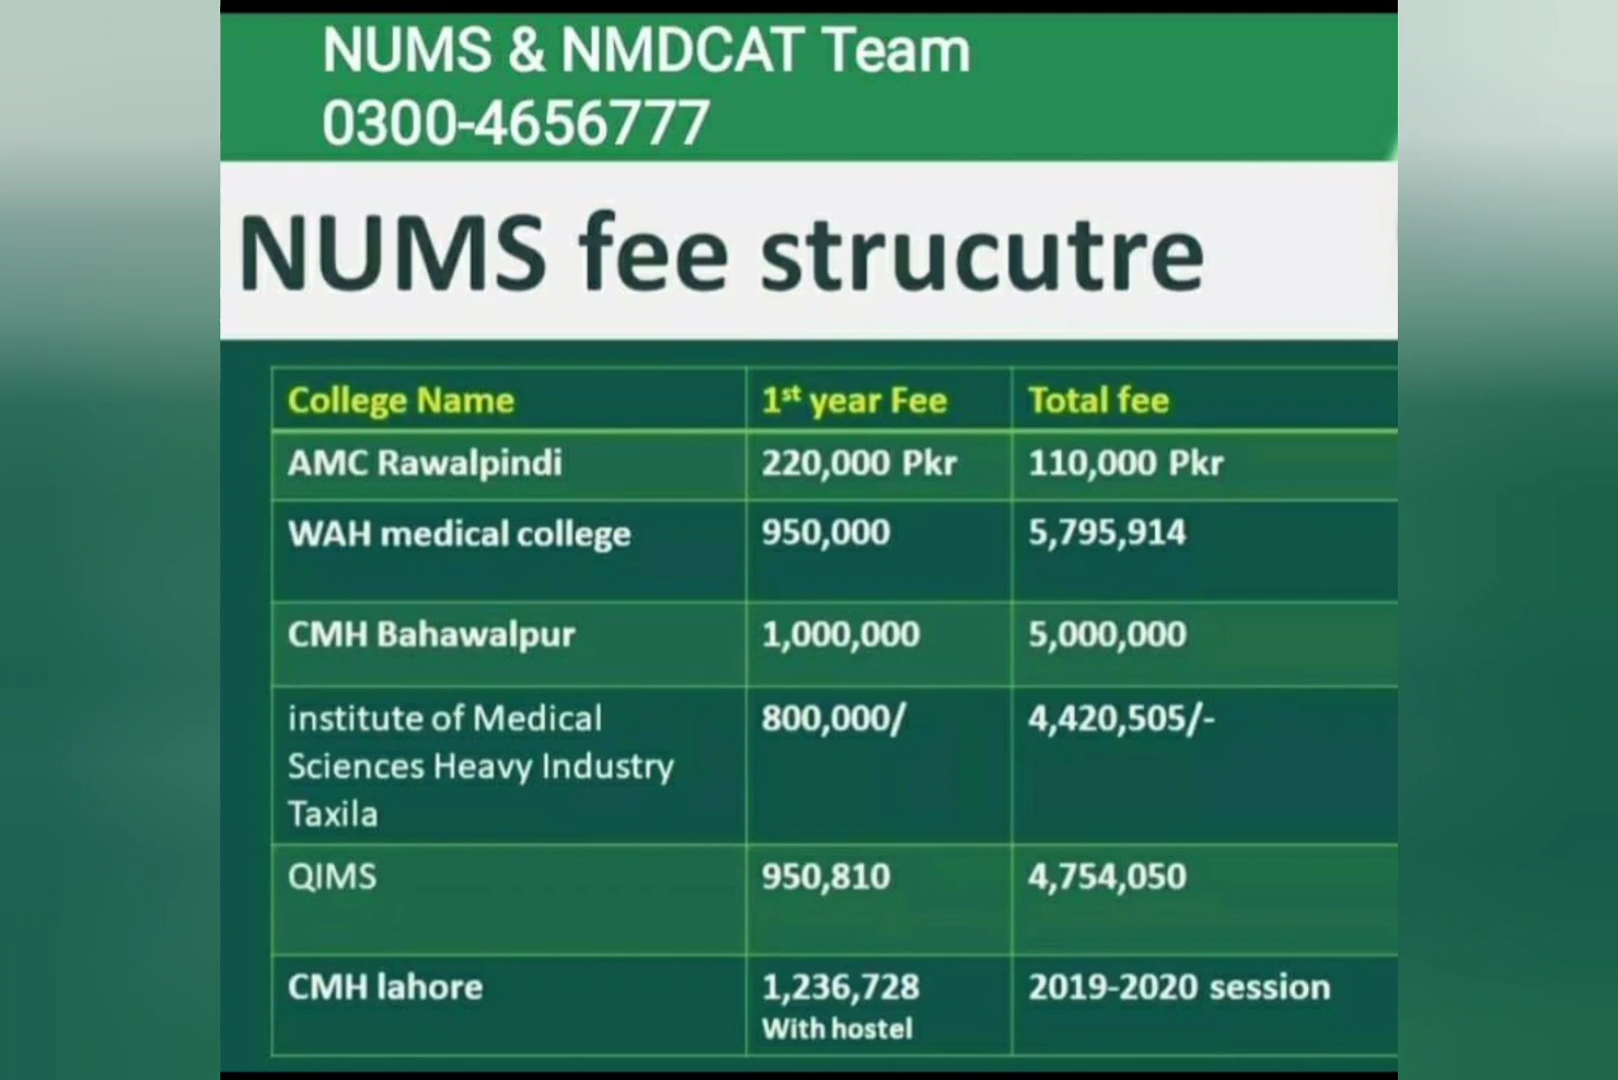 NUMS & NMDCAT Team
0300-4656777
NUMS fee strucutre
College Name 1st year Fee Total fee
AMC Rawalpindi 220,000 Pkr 110,000 Pkr
WAH medical college 950,000 5,795,914
CMH Bahawalpur 1,000,000 5,000,000
institute of Medical 800,000/ 4,420,505/-
Sciences Heavy Industry
Taxila
QIMS 950,810 4,754,050
CMH lahore 1,236,728 2019-2020 session
With hostel